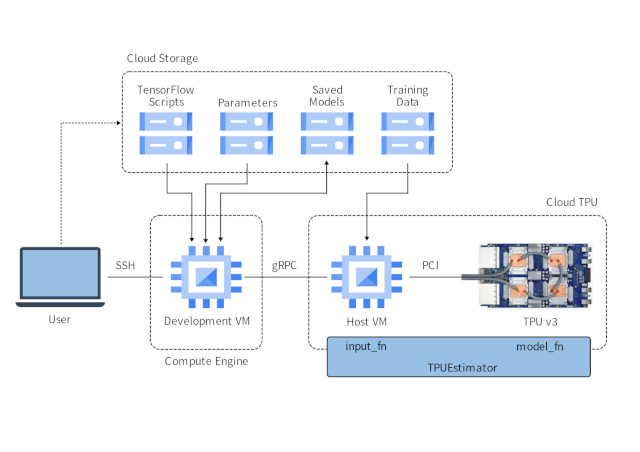 Cloud Storage
TensorFlow
Scripts
Parameters
Saved
Models
Training
Data
Cloud TPU
SSH
gRPC
PCI
User
Development VM
Host VM
TPU v3
Compute Engine
input_fn
model_fn
TPUEstimator